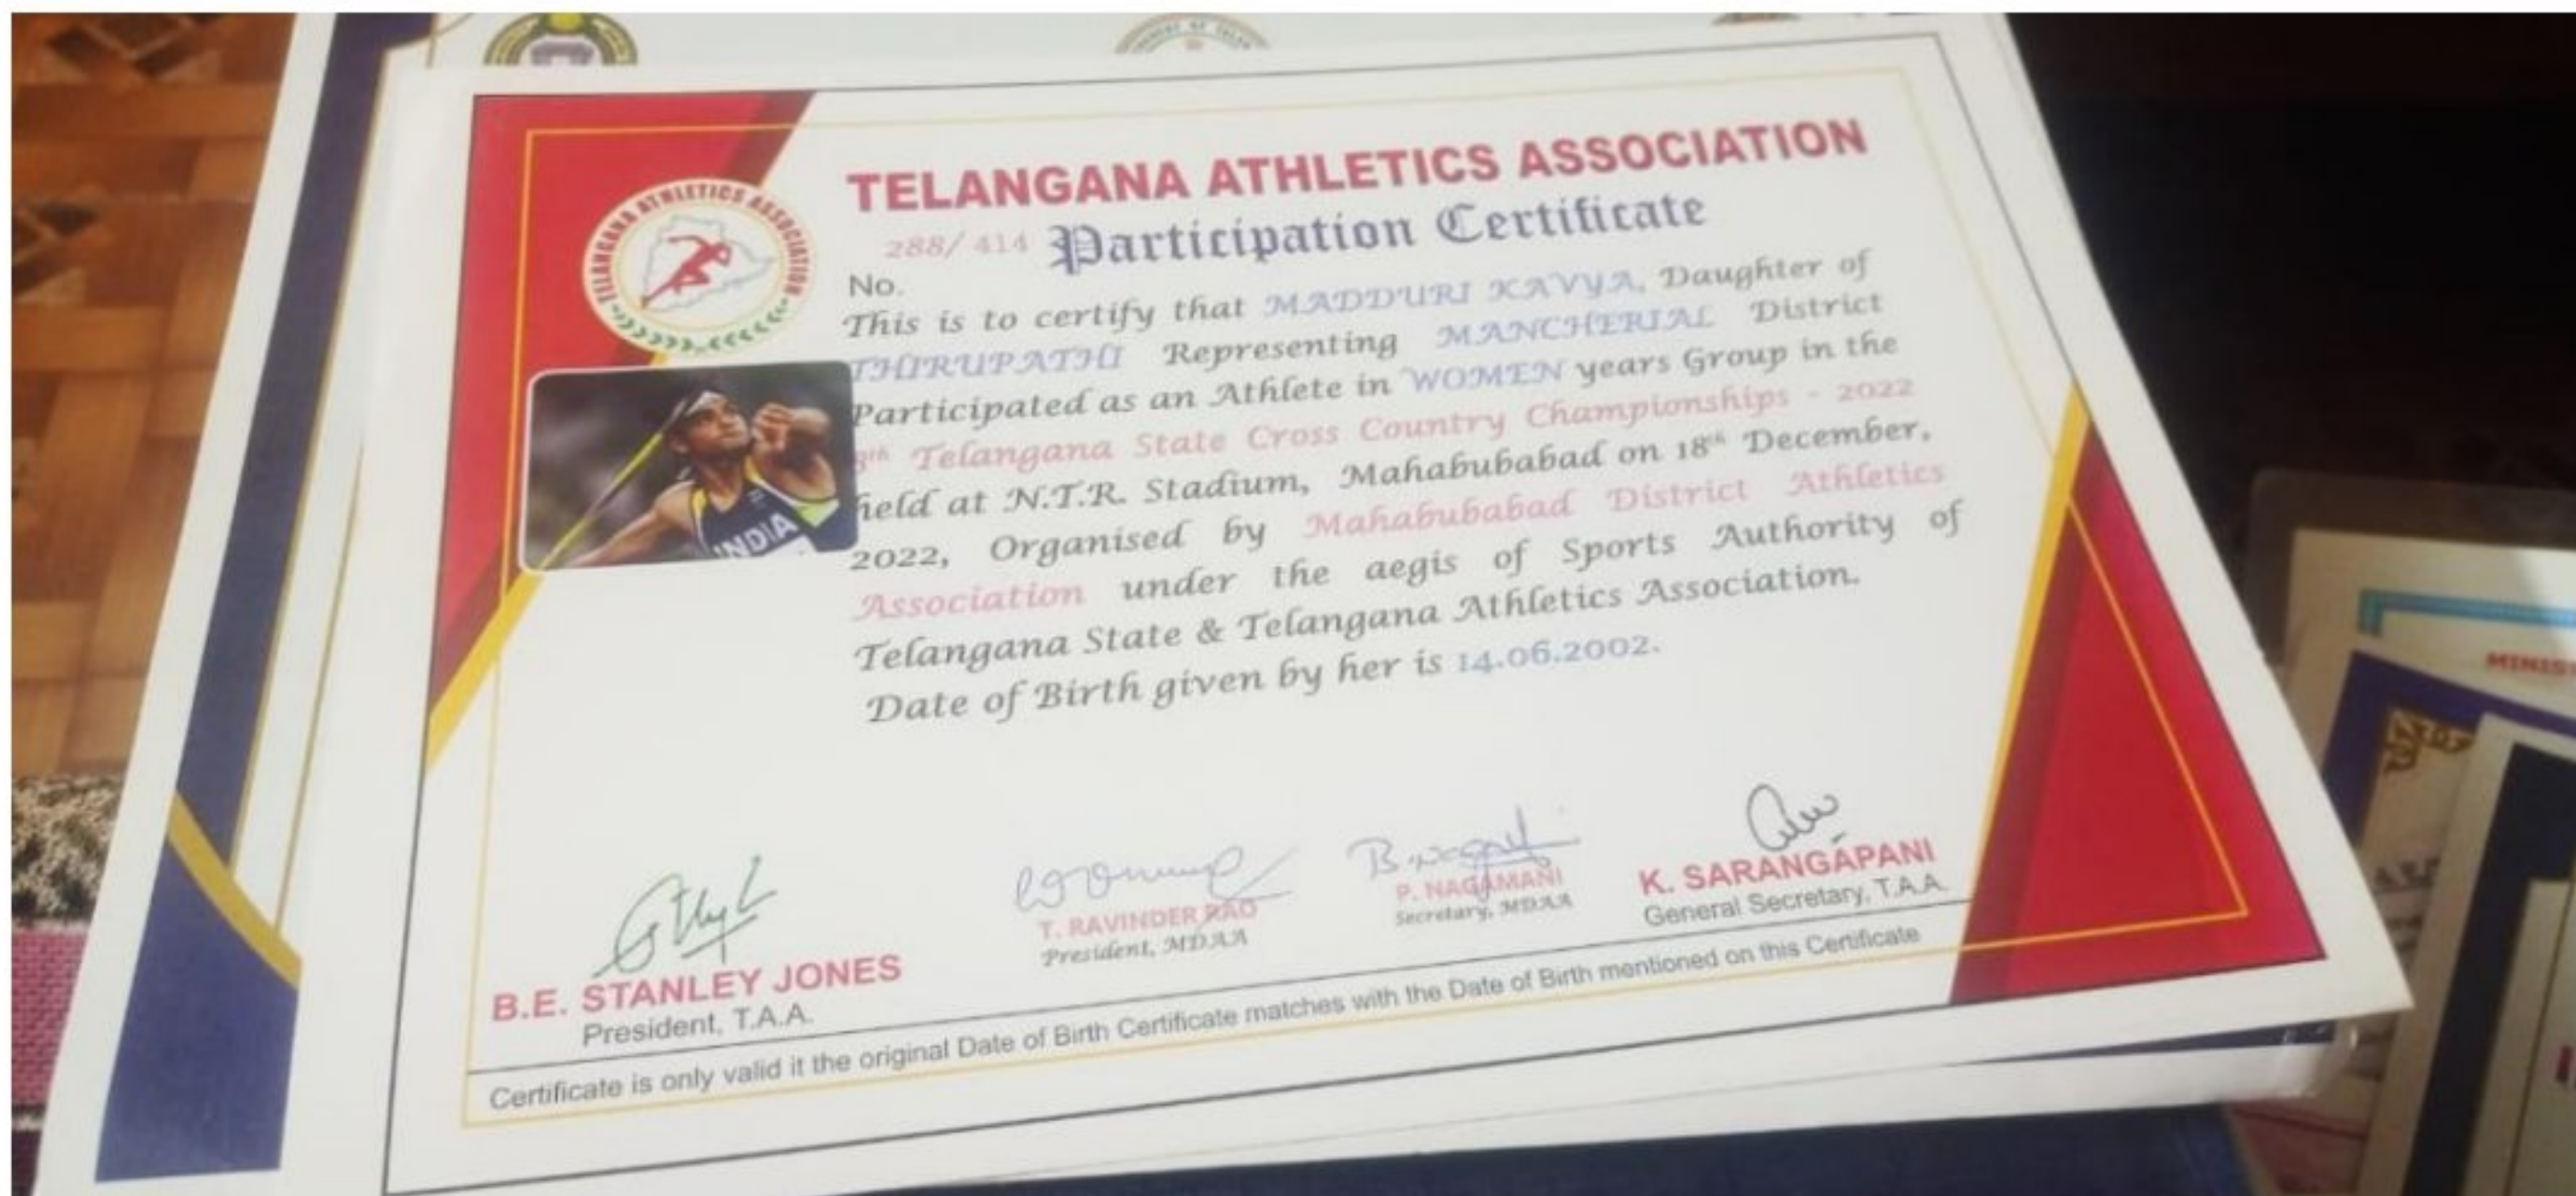 TELANGANA ATHLETICS ASSOCIATION
TELANGANA ATHLETICS ASSOCIATION
288/ 414 Participation Certificate
No.
This is to certify that MADDURI KAVYA, Daughter of
THIRUPATHI Representing MANCHERIAL District
Participated as an Athlete in WOMEN years Group in the
8th Telangana State Cross Country Championships - 2022
held at N.T.R. Stadium, Mahabubabad on 18th December,
2022, Organised by Mahabubabad District Athletics
Association under the aegis of Sports Authority of
Telangana State & Telangana Athletics Association.
Date of Birth given by her is 14.06.2002.
INDIA
B.E. STANLEY JONES
President, T.A.A.
T. RAVINDER RAO
President, MDAA
P. NAGAMANI
Secretary, MDAA
K. SARANGAPANI
General Secretary, T.A.A.
Certificate is only valid it the original Date of Birth Certificate matches with the Date of Birth mentioned on this Certificate
MINIS